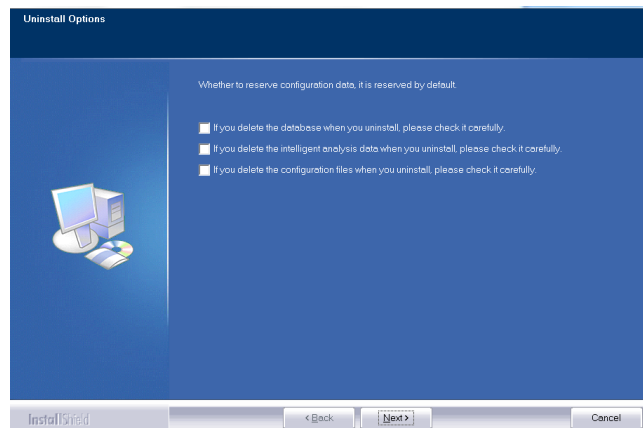 Uninstall Options
Whether to reserve configuration data, it is reserved by default.
If you delete the database when you uninstall, please check it carefully.
If you delete the intelligent analysis data when you uninstall, please check it carefully.
If you delete the configuration files when you uninstall, please check it carefully.
InstallShield
< Back
Next >
Cancel